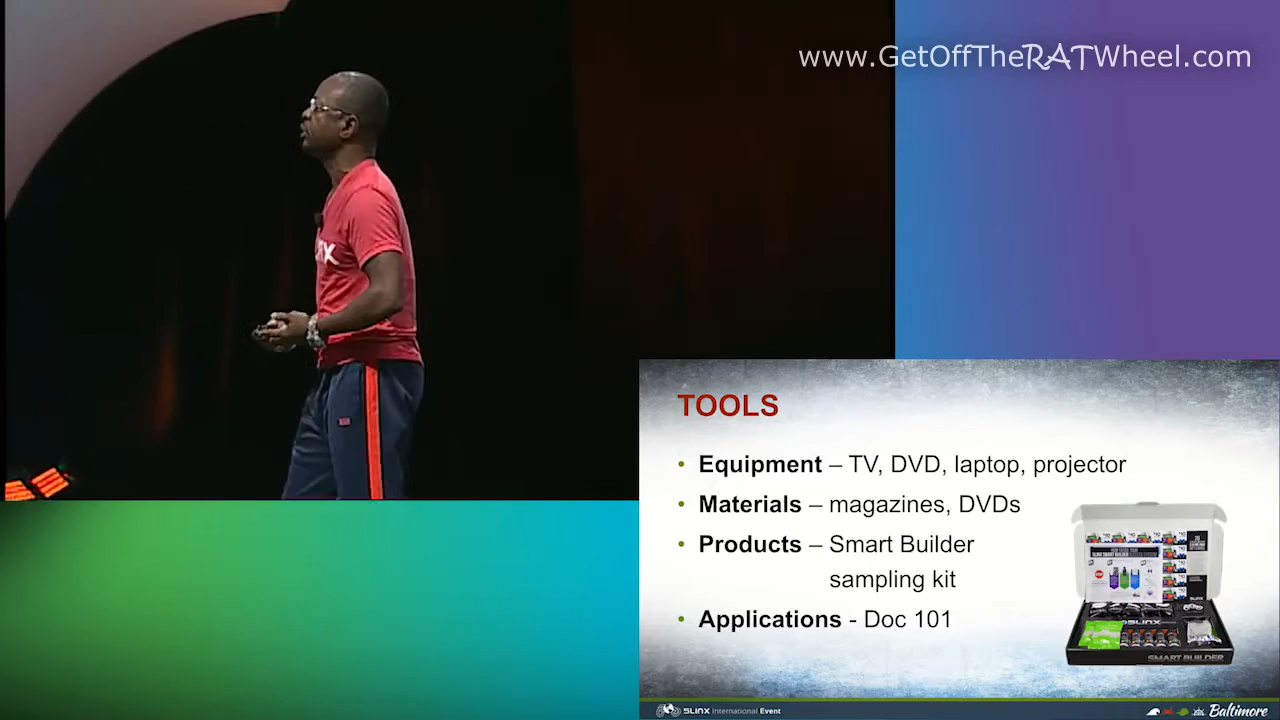 www.GetOffTheRATWheel.com
TOOLS
• Equipment – TV, DVD, laptop, projector
• Materials – magazines, DVDs
• Products – Smart Builder
sampling kit
• Applications - Doc 101
SMART BUILDER
5LINX International Event
Baltimore